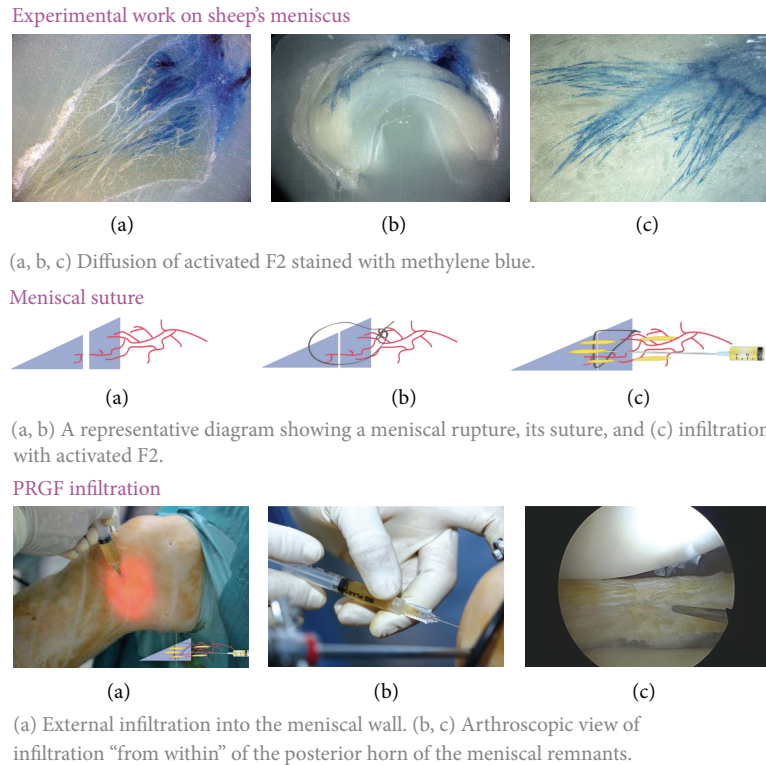 Experimental work on sheep's meniscus
(a)
(b)
(c)
(a, b, c) Diffusion of activated F2 stained with methylene blue.
Meniscal suture
(a)
(b)
(c)
(a, b) A representative diagram showing a meniscal rupture, its suture, and (c) infiltration
with activated F2.
PRGF infiltration
(a)
(b)
(c)
(a) External infiltration into the meniscal wall. (b, c) Arthroscopic view of
infiltration “from within” of the posterior horn of the meniscal remnants.